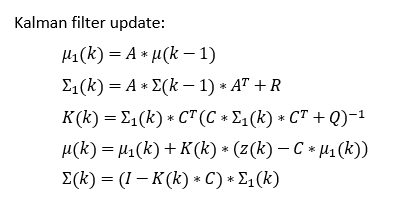 Kalman filter update:
μ₁(k) = A * μ(k − 1)
Σ₁(k) = A * Σ(k − 1) * Aᵀ + R
K(k) = Σ₁(k) * Cᵀ(C * Σ₁(k) * Cᵀ + Q)⁻¹
μ(k) = μ₁(k) + K(k) * (z(k) − C * μ₁(k))
Σ(k) = (I − K(k) * C) * Σ₁(k)